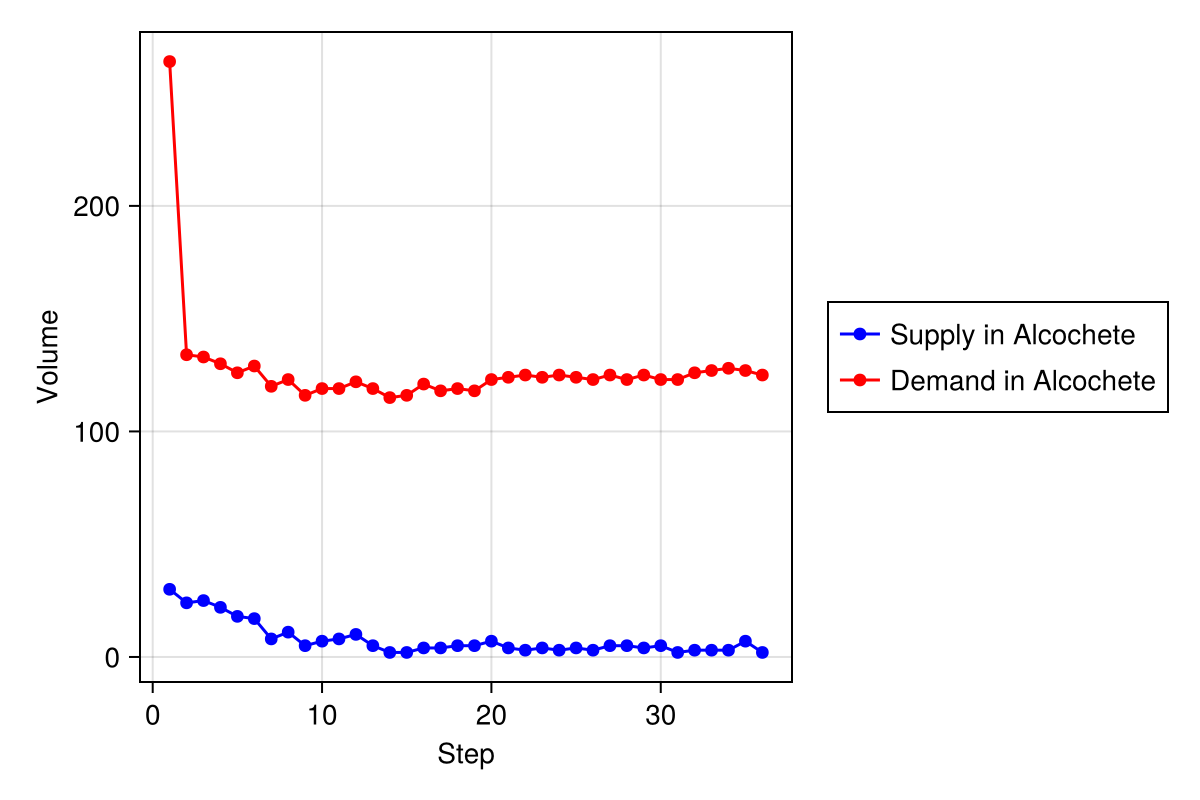 200
100
0
Volume
0 10 20 30
Step
Supply in Alcochete
Demand in Alcochete